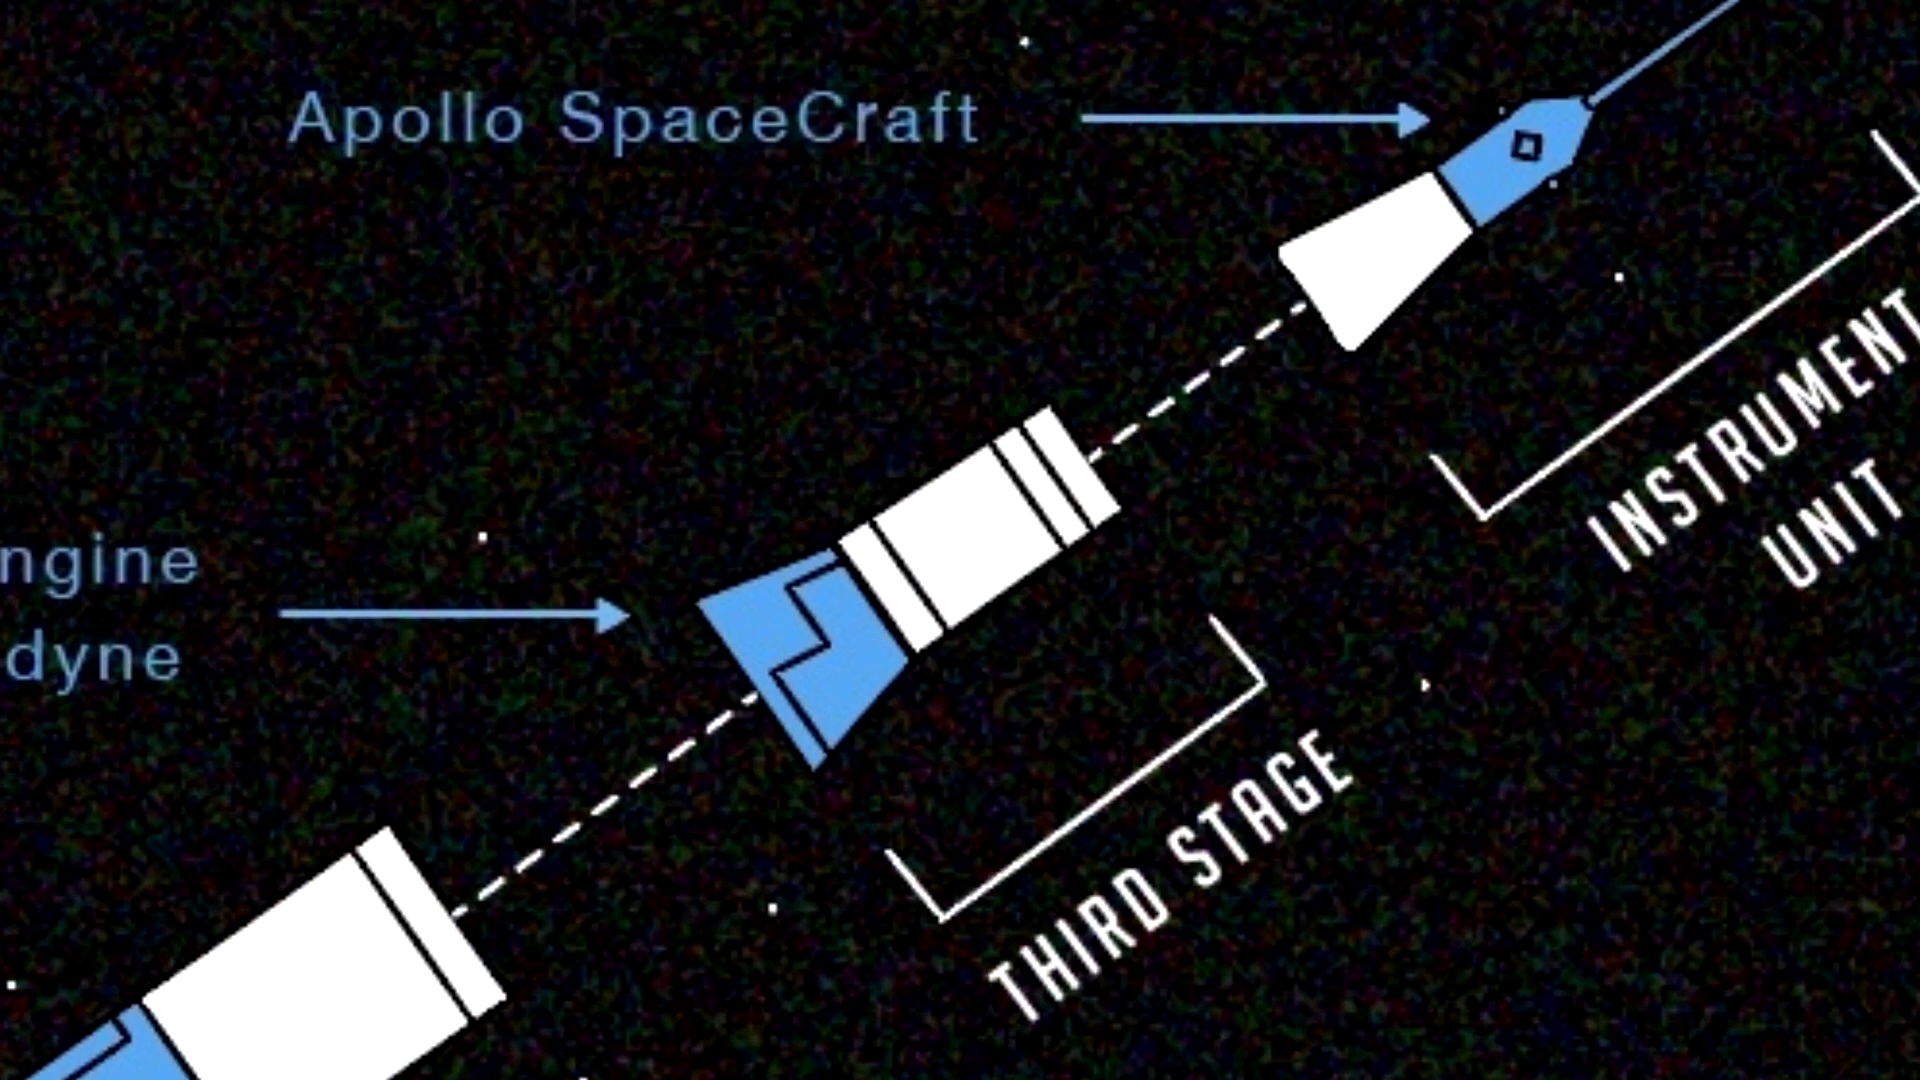 Apollo SpaceCraft
INSTRUMENT
UNIT
ngine
dyne
THIRD STAGE